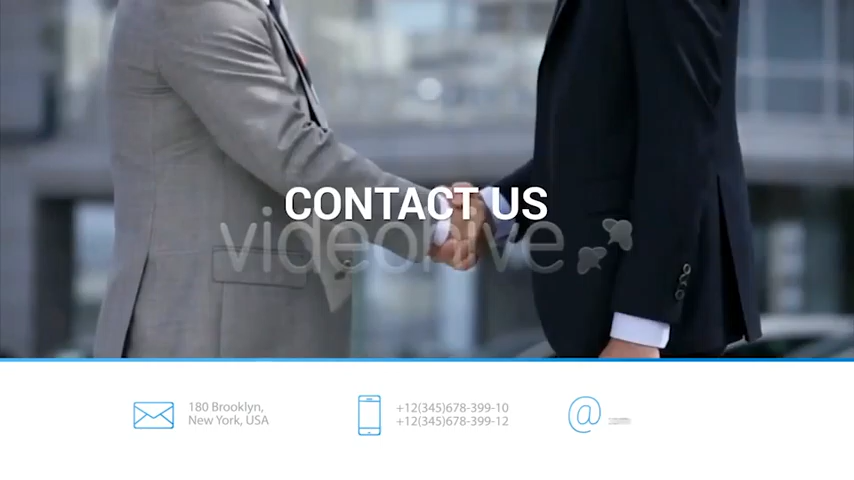 CONTACT US
videohive
180 Brooklyn,
New York, USA
+12(345)678-399-10
+12(345)678-399-12
@